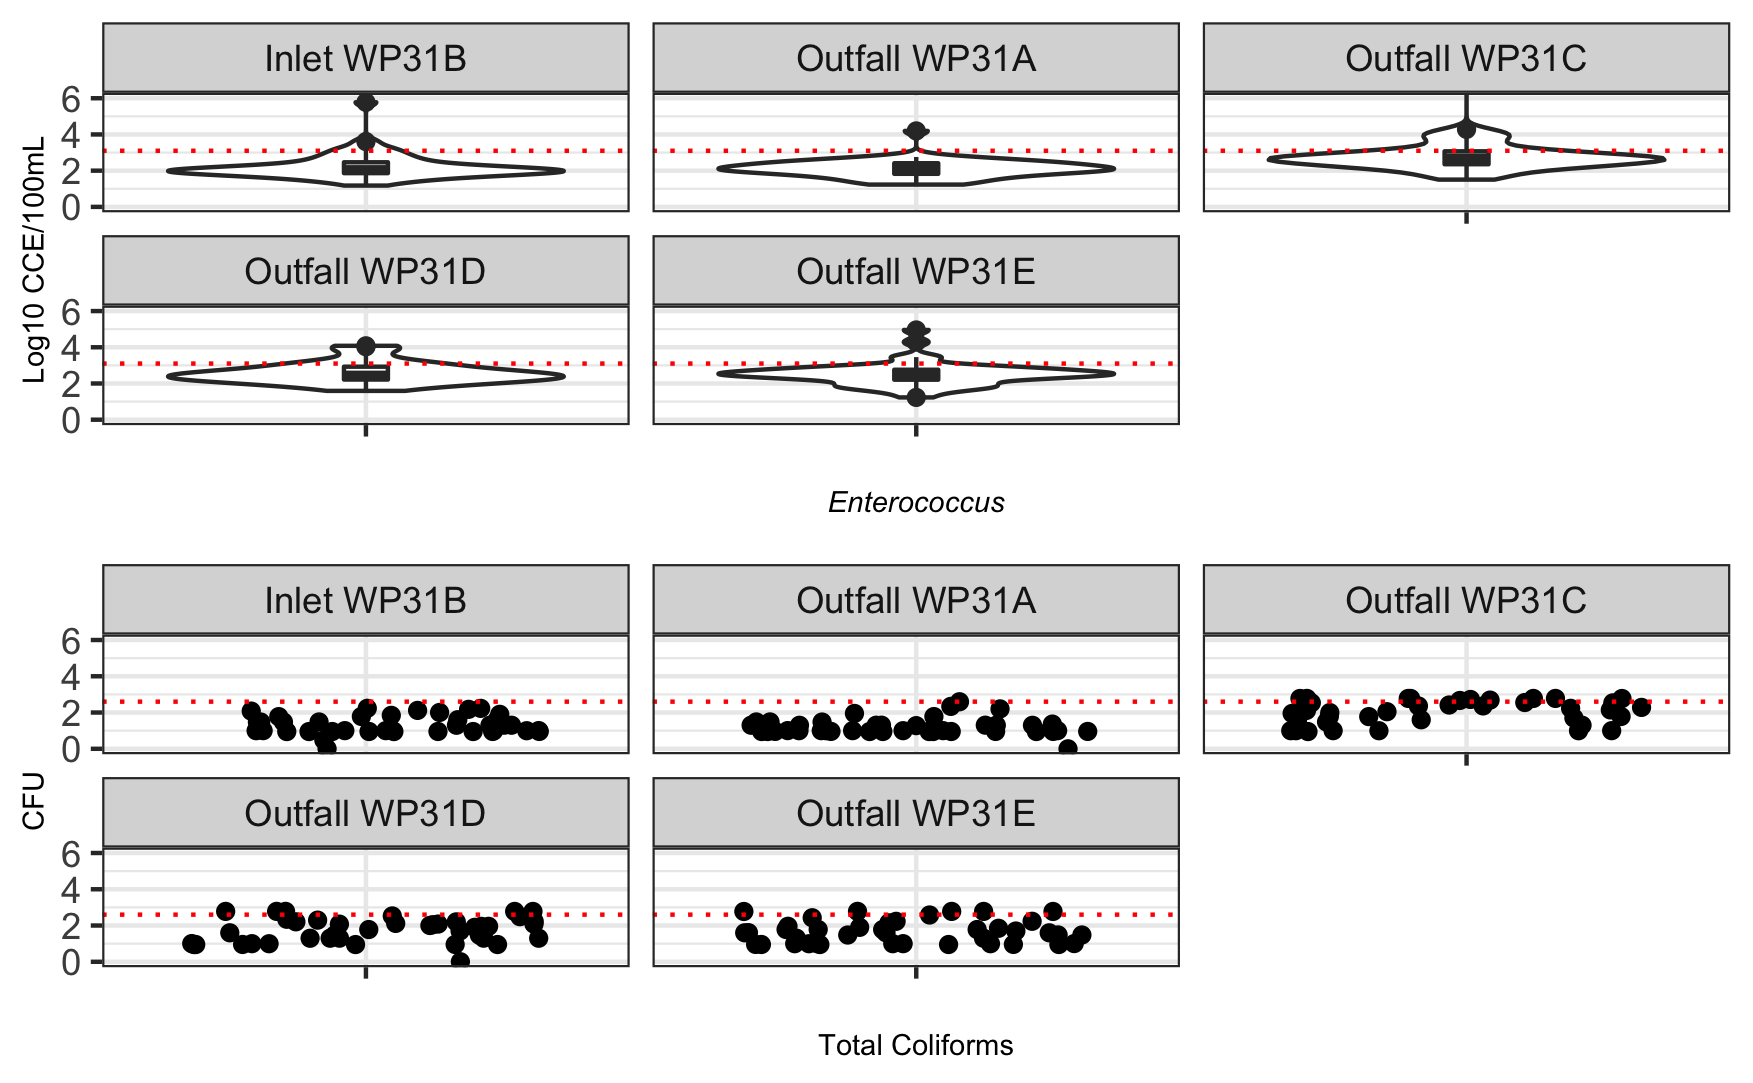 Inlet WP31B
Outfall WP31A
Outfall WP31C
6
4
2
0
Outfall WP31D
Outfall WP31E
6
4
2
0
Log10 CCE/100mL
Enterococcus
Inlet WP31B
Outfall WP31A
Outfall WP31C
6
4
2
0
Outfall WP31D
Outfall WP31E
6
4
2
0
CFU
Total Coliforms